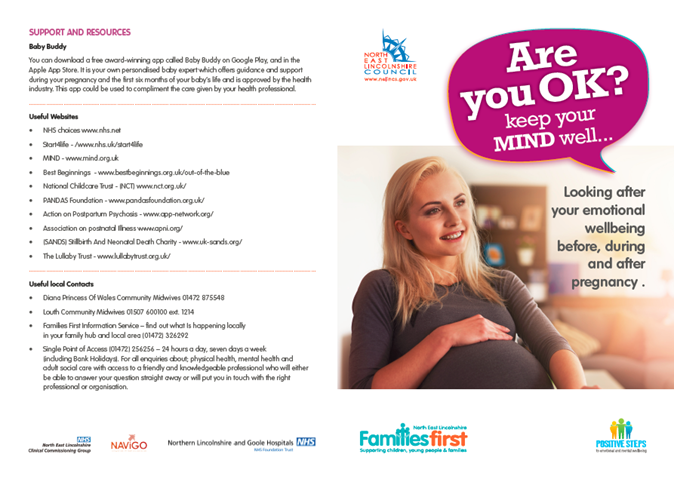 SUPPORT AND RESOURCES
Baby Buddy
You can download a free award-winning app called Baby Buddy on Google Play, and in the
Apple App Store. It is your own personalised baby expert which offers guidance and support
during your pregnancy and the first six months of your baby's life and is approved by the health
industry. This app could be used to compliment the care given by your health professional.
Useful Websites
• NHS choices www.nhs.net
• Start4life - /www.nhs.uk/start4life
• MIND - www.mind.org.uk
• Best Beginnings - www.bestbeginnings.org.uk/out-of-the-blue
• National Childcare Trust - (NCT) www.nct.org.uk/
• PANDAS Foundation - www.pandasfoundation.org.uk/
• Action on Postpartum Psychosis - www.app-network.org/
• Association on postnatal Illness www.apni.org/
• (SANDS) Stillbirth And Neonatal Death Charity - www.uk-sands.org/
• The Lullaby Trust - www.lullabytrust.org.uk/
Useful local Contacts
• Diana Princess Of Wales Community Midwives 01472 875548
• Louth Community Midwives 01507 600100 ext. 1214
• Families First Information Service – find out what Is happening locally
in your family hub and local area (01472) 326292
• Single Point of Access (01472) 256256 – 24 hours a day, seven days a week
(including Bank Holidays). For all enquiries about; physical health, mental health and
adult social care with access to a friendly and knowledgeable professional who will either
be able to answer your question straight away or will put you in touch with the right
professional or organisation.
NHS
North East Lincolnshire
Clinical Commissioning Group
NAViGO
Northern Lincolnshire and Goole Hospitals NHS
NHS Foundation Trust
NORTH
EAST
LINCOLNSHIRE
COUNCIL
www.nelincs.gov.uk
Are
you OK?
keep your
MIND well...
Looking after
your emotional
wellbeing
before, during
and after
pregnancy .
North East Lincolnshire
Familiesfirst
Supporting children, young people & families
POSITIVE STEPS
to emotional and mental wellbeing